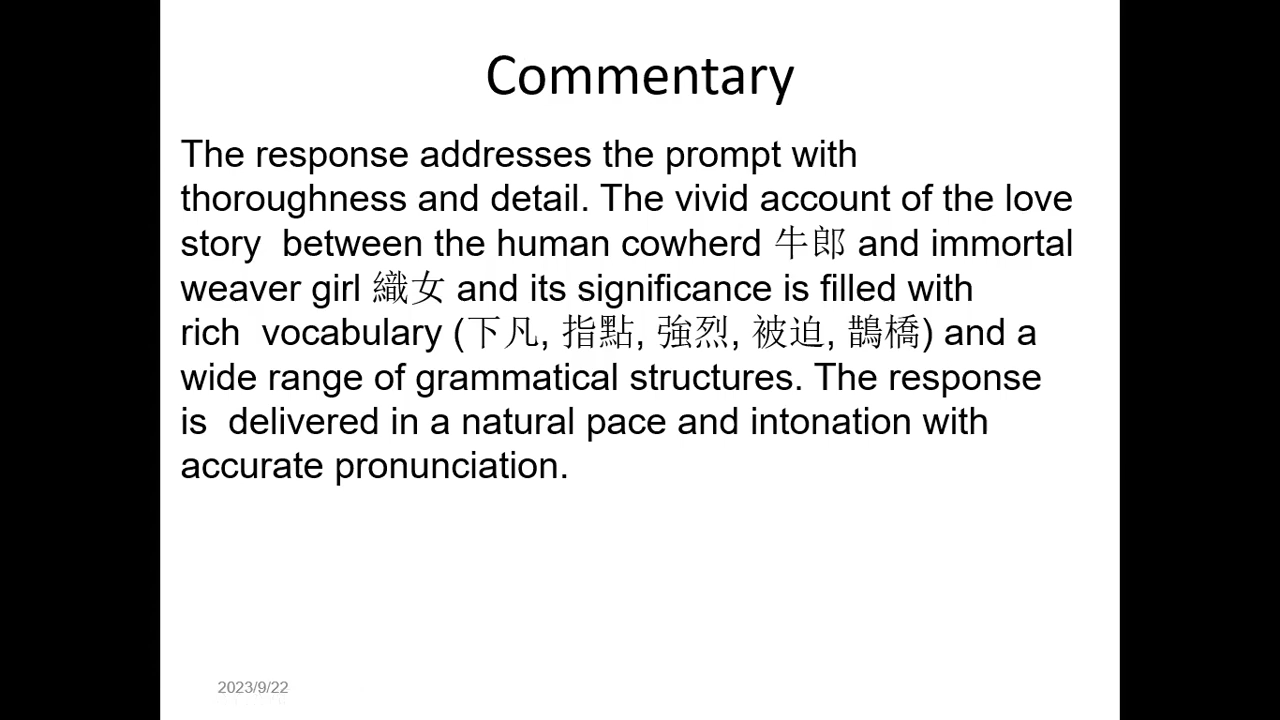 Commentary
The response addresses the prompt with
thoroughness and detail. The vivid account of the love
story  between the human cowherd 牛郎 and immortal
weaver girl 織女 and its significance is filled with
rich  vocabulary (下凡, 指點, 強烈, 被迫, 鵲橋) and a
wide range of grammatical structures. The response
is  delivered in a natural pace and intonation with
accurate pronunciation.
2023/9/22